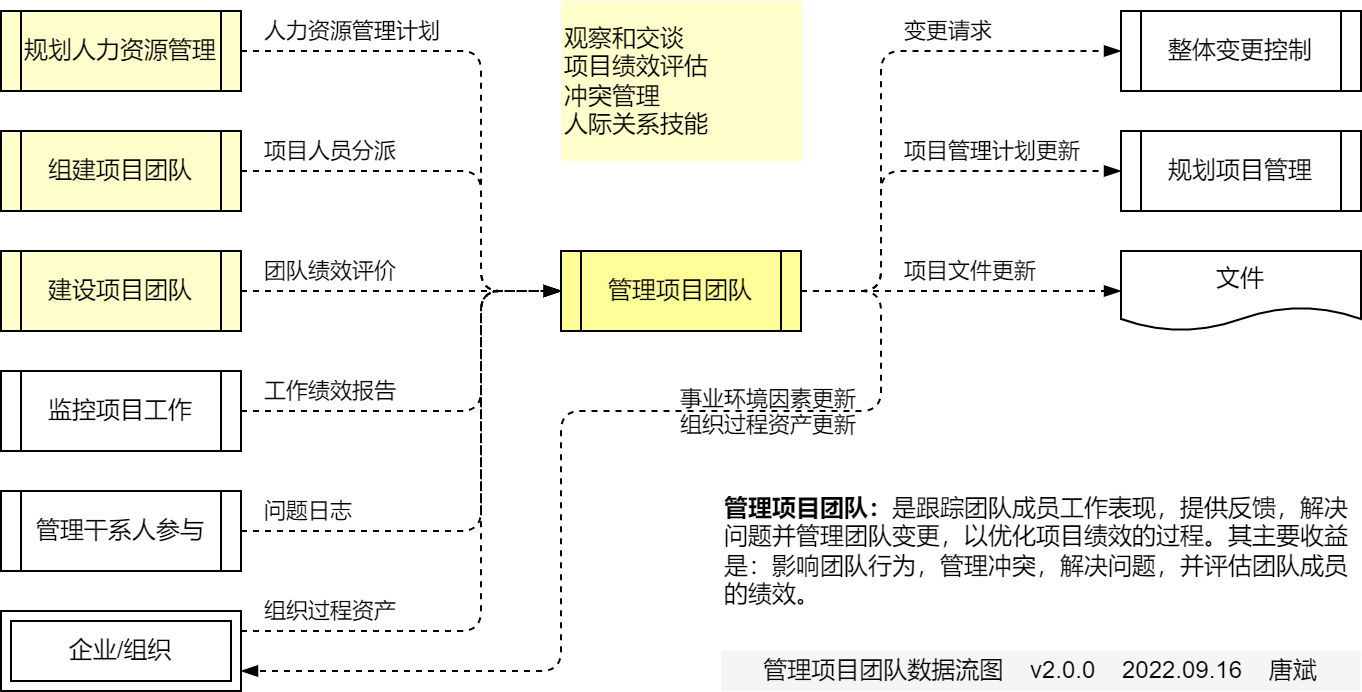 规划人力资源管理
人力资源管理计划
组建项目团队
项目人员分派
建设项目团队
团队绩效评价
监控项目工作
工作绩效报告
管理干系人参与
问题日志
企业/组织
组织过程资产
观察和交谈
项目绩效评估
冲突管理
人际关系技能
管理项目团队
变更请求
整体变更控制
项目管理计划更新
规划项目管理
项目文件更新
文件
事业环境因素更新
组织过程资产更新
管理项目团队：是跟踪团队成员工作表现，提供反馈，解决
问题并管理团队变更，以优化项目绩效的过程。其主要收益
是：影响团队行为，管理冲突，解决问题，并评估团队成员
的绩效。
管理项目团队数据流图 v2.0.0 2022.09.16 唐斌